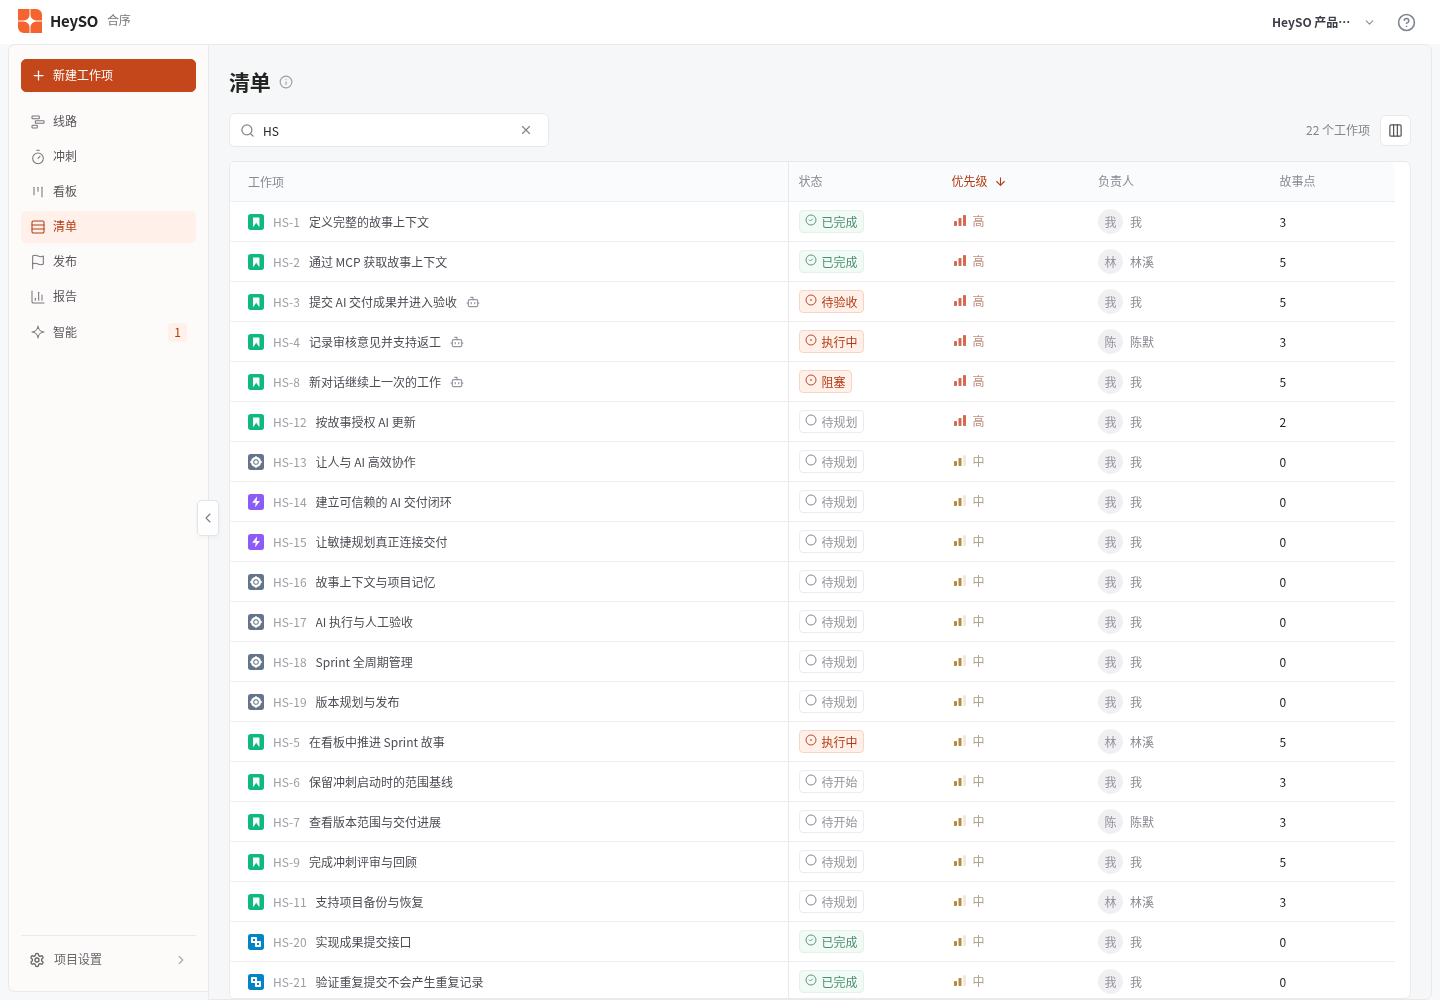 HeySO 合序
HeySO 产品…
新建工作项
线路
冲刺
看板
清单
发布
报告
智能 1
项目设置
清单
HS
22 个工作项
工作项 状态 优先级 负责人 故事点
HS-1 定义完整的故事上下文 已完成 高 我 我 3
HS-2 通过 MCP 获取故事上下文 已完成 高 林 林溪 5
HS-3 提交 AI 交付成果并进入验收 待验收 高 我 我 5
HS-4 记录审核意见并支持返工 执行中 高 陈 陈默 3
HS-8 新对话继续上一次的工作 阻塞 高 我 我 5
HS-12 按故事授权 AI 更新 待规划 高 我 我 2
HS-13 让人与 AI 高效协作 待规划 中 我 我 0
HS-14 建立可信赖的 AI 交付闭环 待规划 中 我 我 0
HS-15 让敏捷规划真正连接交付 待规划 中 我 我 0
HS-16 故事上下文与项目记忆 待规划 中 我 我 0
HS-17 AI 执行与人工验收 待规划 中 我 我 0
HS-18 Sprint 全周期管理 待规划 中 我 我 0
HS-19 版本规划与发布 待规划 中 我 我 0
HS-5 在看板中推进 Sprint 故事 执行中 中 林 林溪 5
HS-6 保留冲刺启动时的范围基线 待开始 中 我 我 3
HS-7 查看版本范围与交付进展 待开始 中 陈 陈默 3
HS-9 完成冲刺评审与回顾 待规划 中 我 我 5
HS-11 支持项目备份与恢复 待规划 中 林 林溪 3
HS-20 实现成果提交接口 已完成 中 我 我 0
HS-21 验证重复提交不会产生重复记录 已完成 中 我 我 0